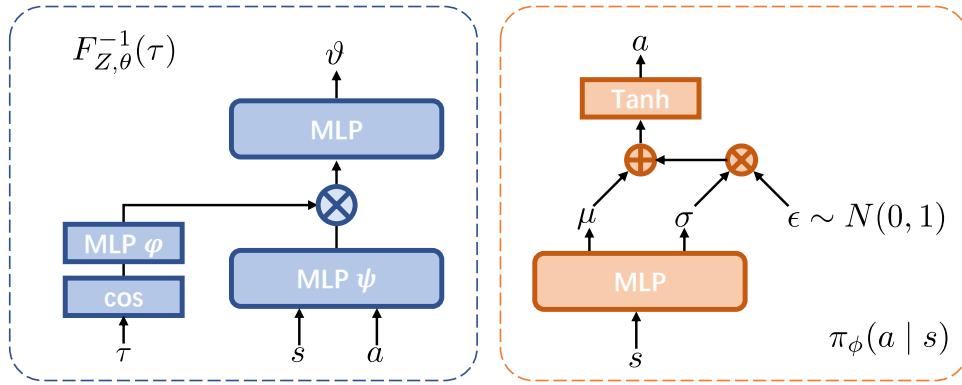 F_{Z,θ}^{-1}(τ)
ϑ
MLP
MLP φ
MLP ψ
cos
τ
s
a
a
Tanh
μ
σ
ϵ ∼ N(0, 1)
MLP
s
π_ϕ(a | s)